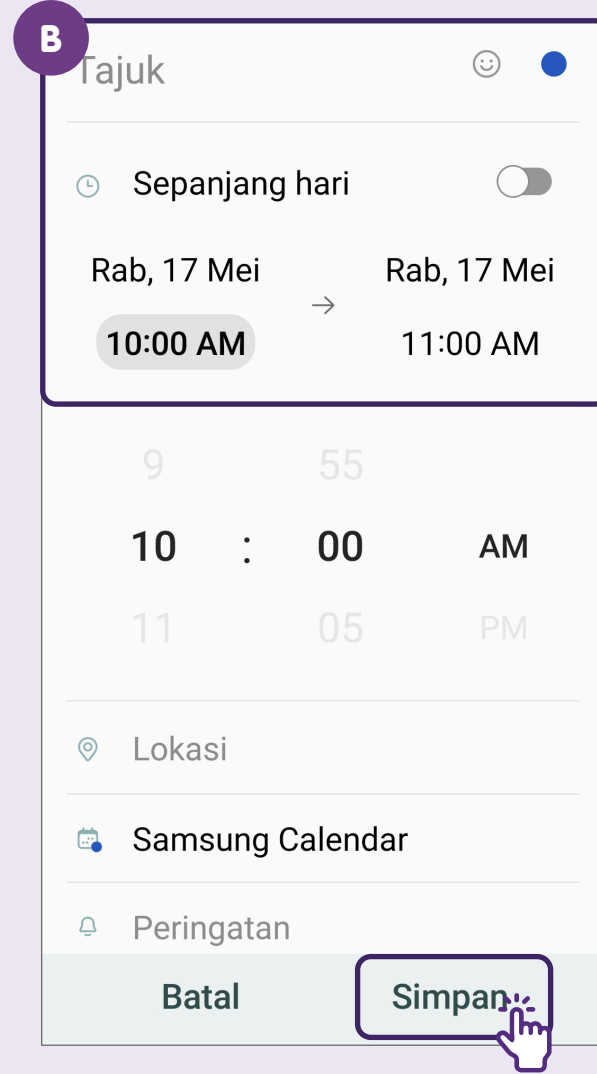 B
Tajuk
Sepanjang hari
Rab, 17 Mei → Rab, 17 Mei
10:00 AM 11:00 AM
9 55
10 : 00 AM
11 05 PM
Lokasi
Samsung Calendar
Peringatan
Batal Simpan